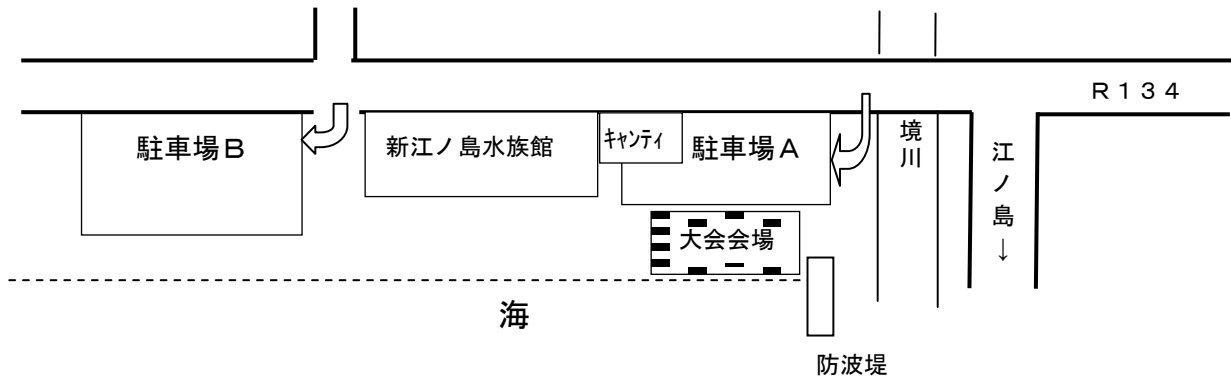 R134
駐車場B
新江ノ島水族館
キャンティ
駐車場A
境川
江ノ島↓
大会会場
海
防波堤